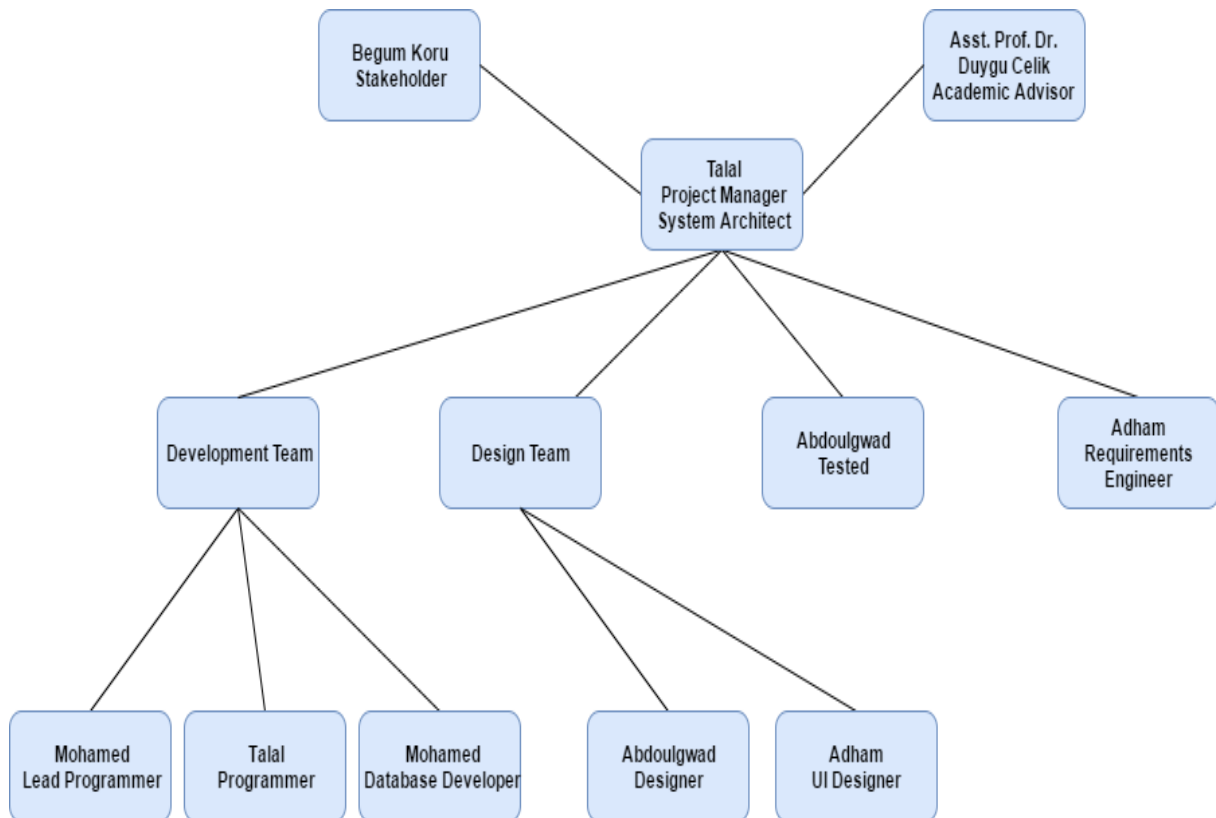 Begum Koru
Stakeholder
Asst. Prof. Dr.
Duygu Celik
Academic Advisor
Talal
Project Manager
System Architect
Development Team
Design Team
Abdoulgwad
Tested
Adham
Requirements
Engineer
Mohamed
Lead Programmer
Talal
Programmer
Mohamed
Database Developer
Abdoulgwad
Designer
Adham
UI Designer